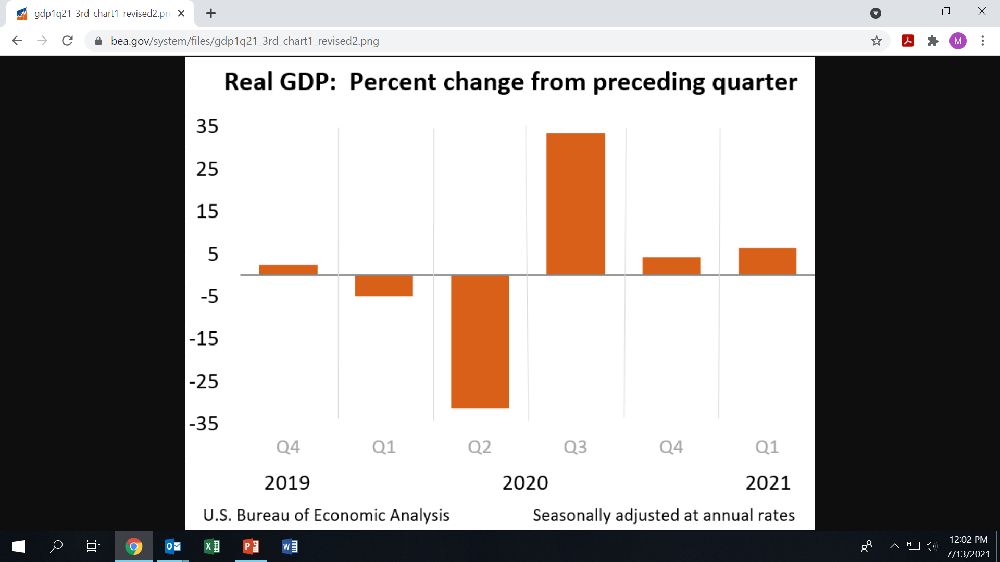 gdp1q21_3rd_chart1_revised2.pn
bea.gov/system/files/gdp1q21_3rd_chart1_revised2.png
M
Real GDP: Percent change from preceding quarter
35
25
15
5
-5
-15
-25
-35
Q4 Q1 Q2 Q3 Q4 Q1
2019 2020 2021
U.S. Bureau of Economic Analysis Seasonally adjusted at annual rates
12:02 PM
7/13/2021